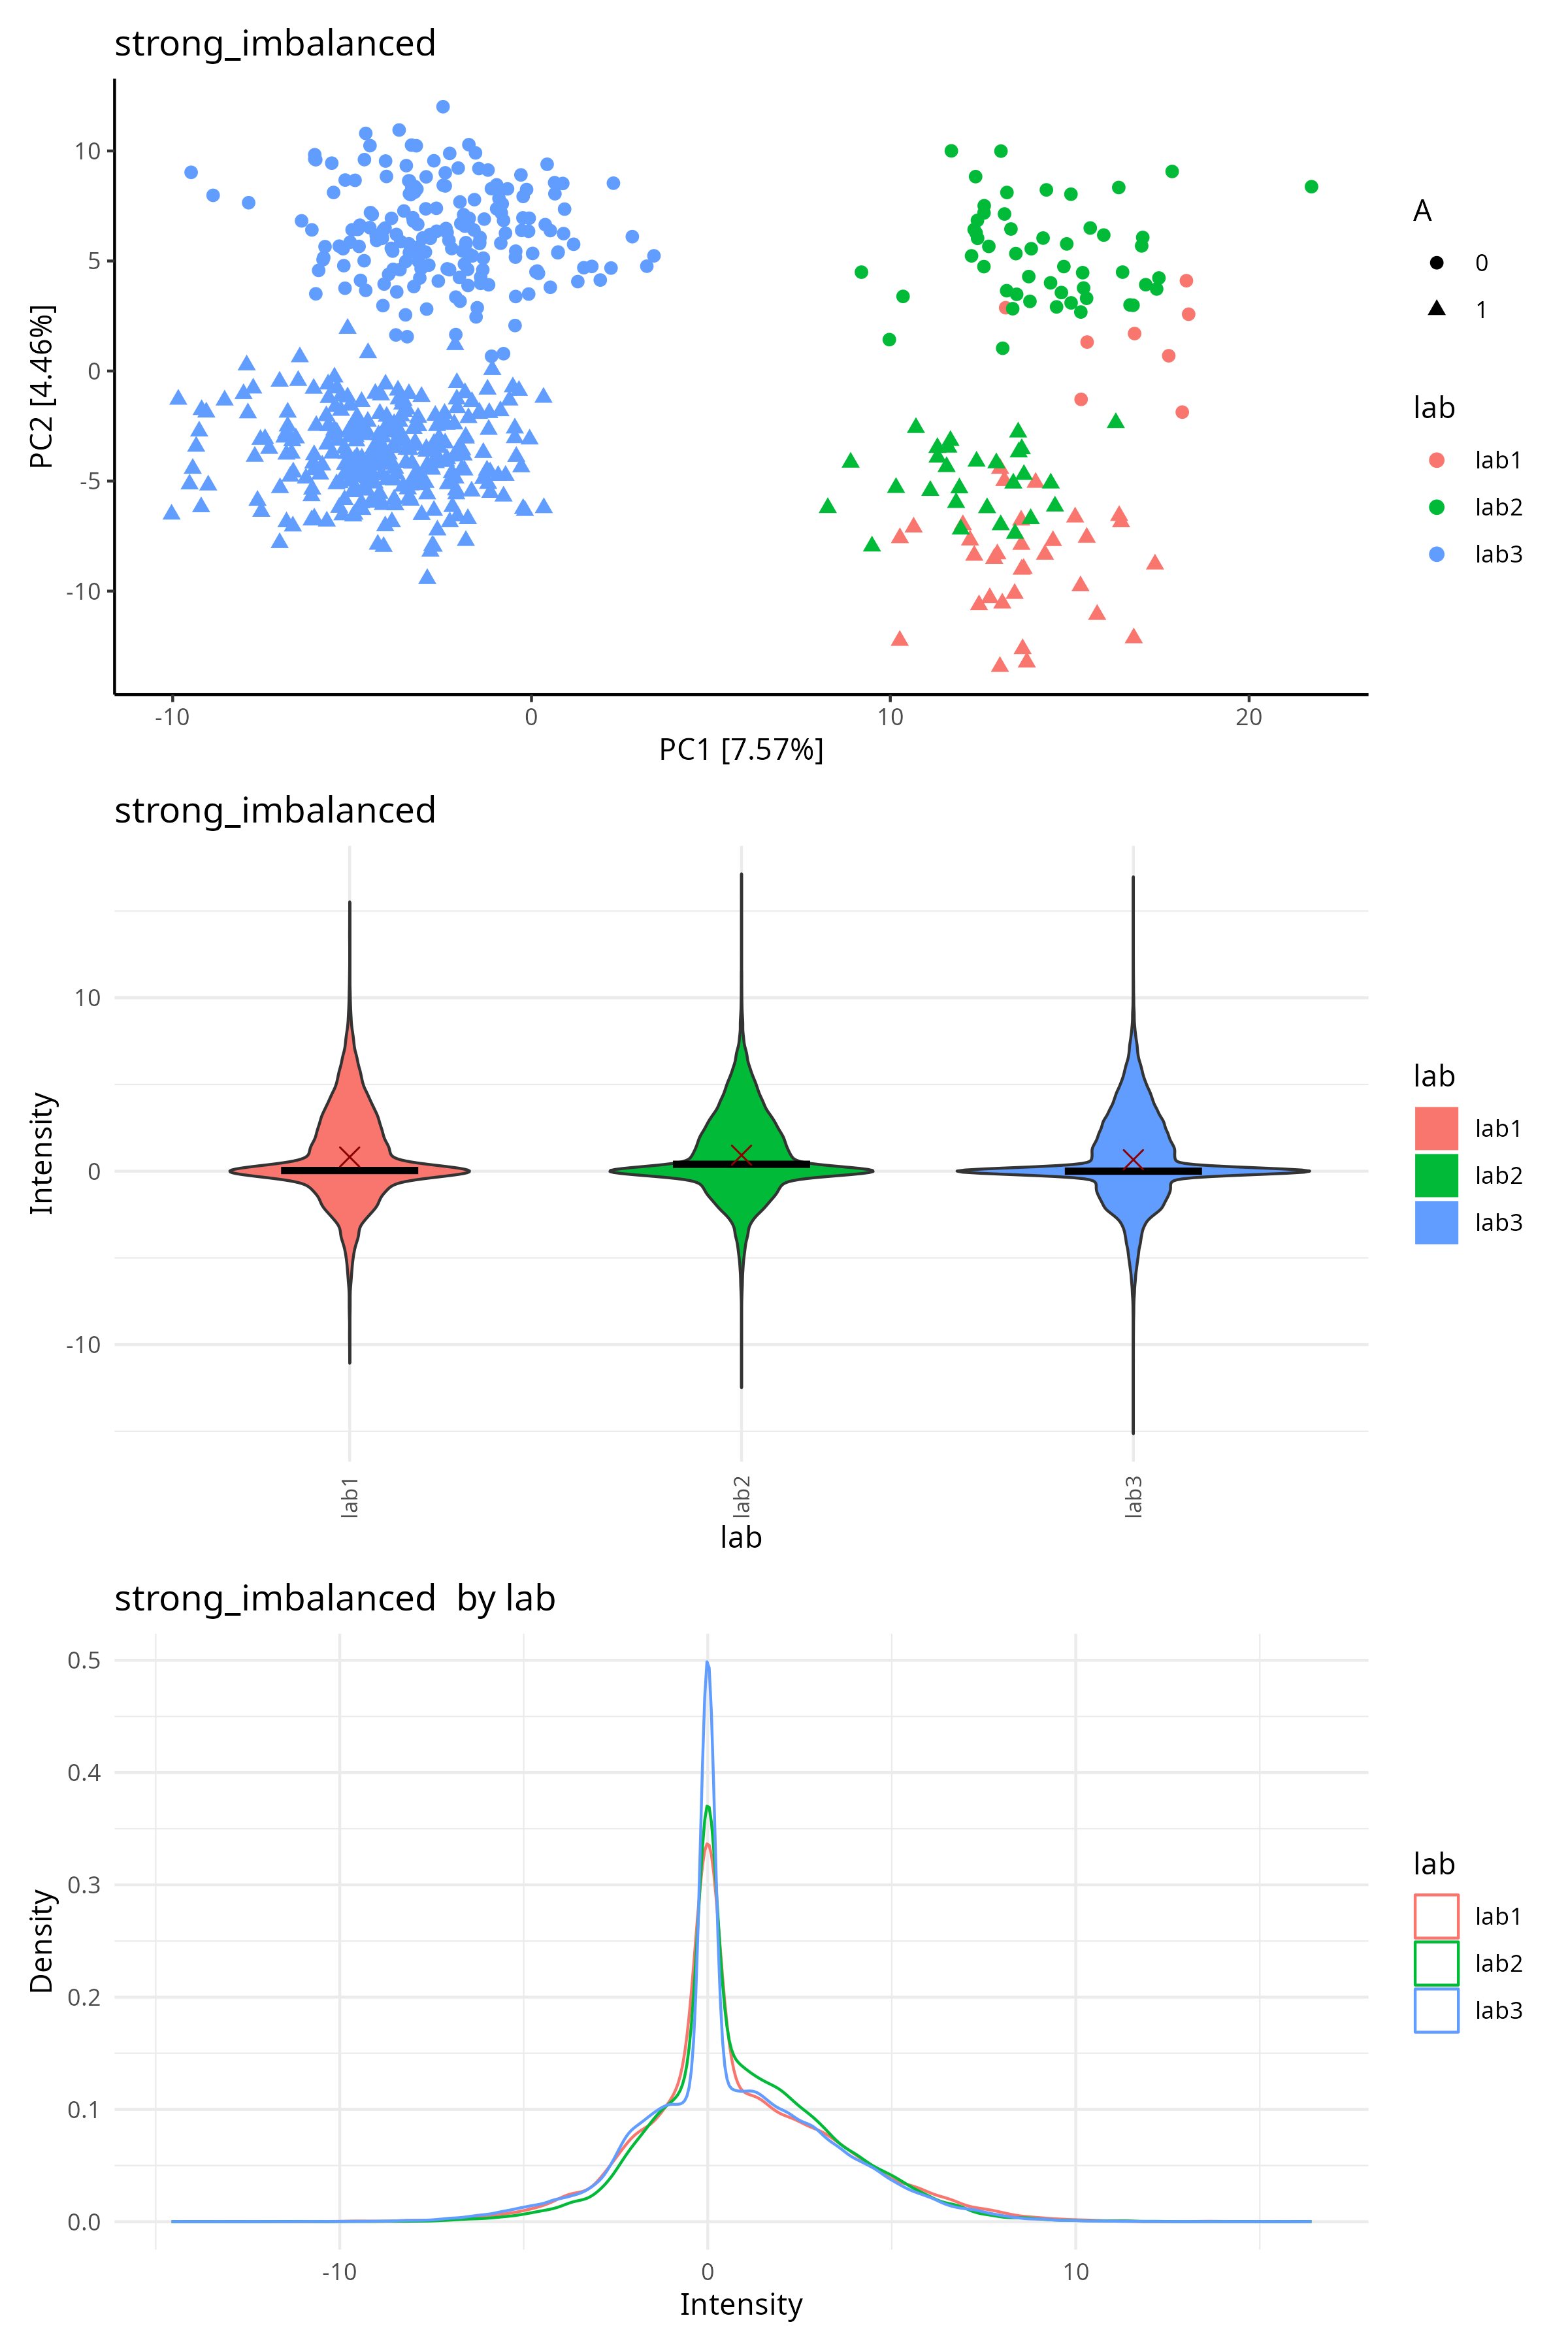 strong_imbalanced
10
5
0
-5
-10
PC2 [4.46%]
-10
0
10
20
PC1 [7.57%]
A
0
1
lab
lab1
lab2
lab3
strong_imbalanced
10
0
-10
Intensity
lab1
lab2
lab3
lab
lab
lab1
lab2
lab3
strong_imbalanced  by lab
0.5
0.4
0.3
0.2
0.1
0.0
Density
-10
0
10
Intensity
lab
lab1
lab2
lab3